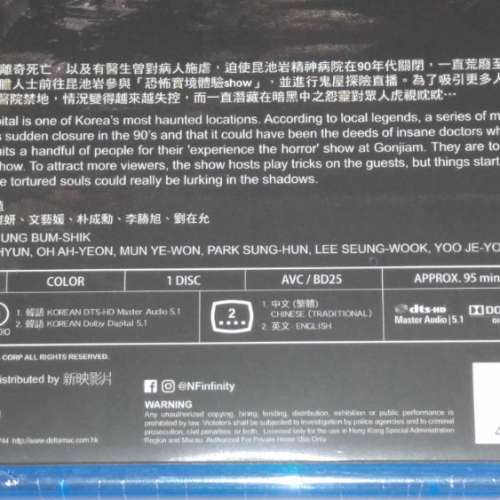 離奇死亡，以及有醫生曾對病人施虐，迫使昆池岩精神病院在90年代關閉，一直荒廢至
人士前往昆池岩參與「恐怖實境體驗show」，並進行鬼屋探險直播。為了吸引更多人
醫院禁地，情況變得越來越失控，而一直潛藏在暗黑中之怨靈對眾人虎視眈眈⋯
pital is one of Korea's most haunted locations. According to local legends, a series of m
s sudden closure in the 90's and that it could have been the deeds of insane doctors wh
its a handful of people for their 'experience the horror' show at Gonjiam. They are to
how. To attract more viewers, the show hosts play tricks on the guests, but things start
e tortured souls could really be lurking in the shadows.
妍、文藝媛、朴成勳、李勝旭、劉在允
UNG BUM-SHIK
HYUN, OH AH-YEON, MUN YE-WON, PARK SUNG-HUN, LEE SEUNG-WOOK, YOO JE-YO
COLOR 1 DISC AVC / BD25 APPROX. 95 min
1. 韓語 KOREAN DTS-HD Master Audio 5.1
2. 韓語 KOREAN Dolby Digital 5.1
2
1. 中文 (繁體)
CHINESE (TRADITIONAL)
2. 英文 ENGLISH
dts-HD
Master Audio 5.1
DIO
CORP ALL RIGHTS RESERVED.
istributed by 新映影片
@NFinfinity
WARNING
Any unauthorized copying, hiring, lending, distribution, exhibition or public performance is
prohibited by law. Violators shall be subject to investigation by police agencies and to criminal
prosecution, civil penalties, or both. Licensed only for the use in Hong Kong Special Administration
Region and Macau. Authorized For Private Home Use Only.
44 http://www.deltamac.com.hk